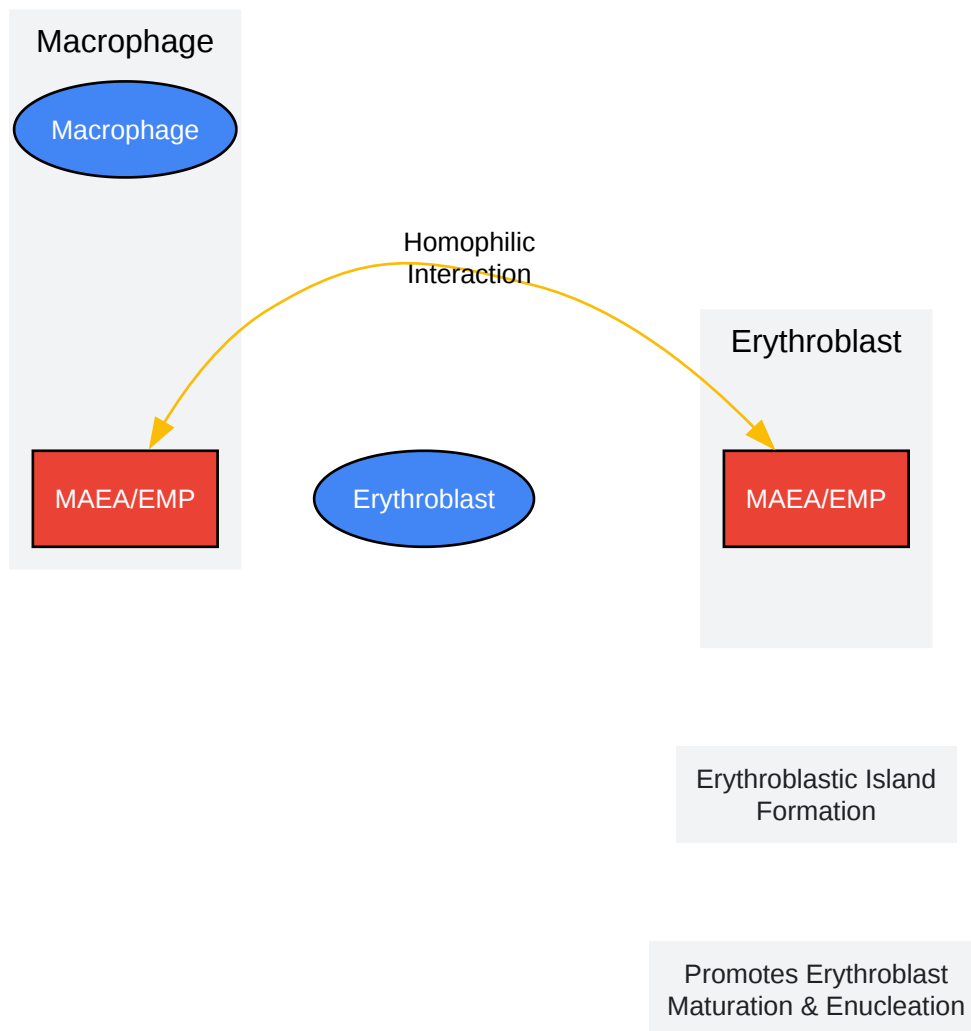 Macrophage
Macrophage
Homophilic
Interaction
Erythroblast
MAEA/EMP
Erythroblast
MAEA/EMP
Erythroblastic Island
Formation
Promotes Erythroblast
Maturation & Enucleation